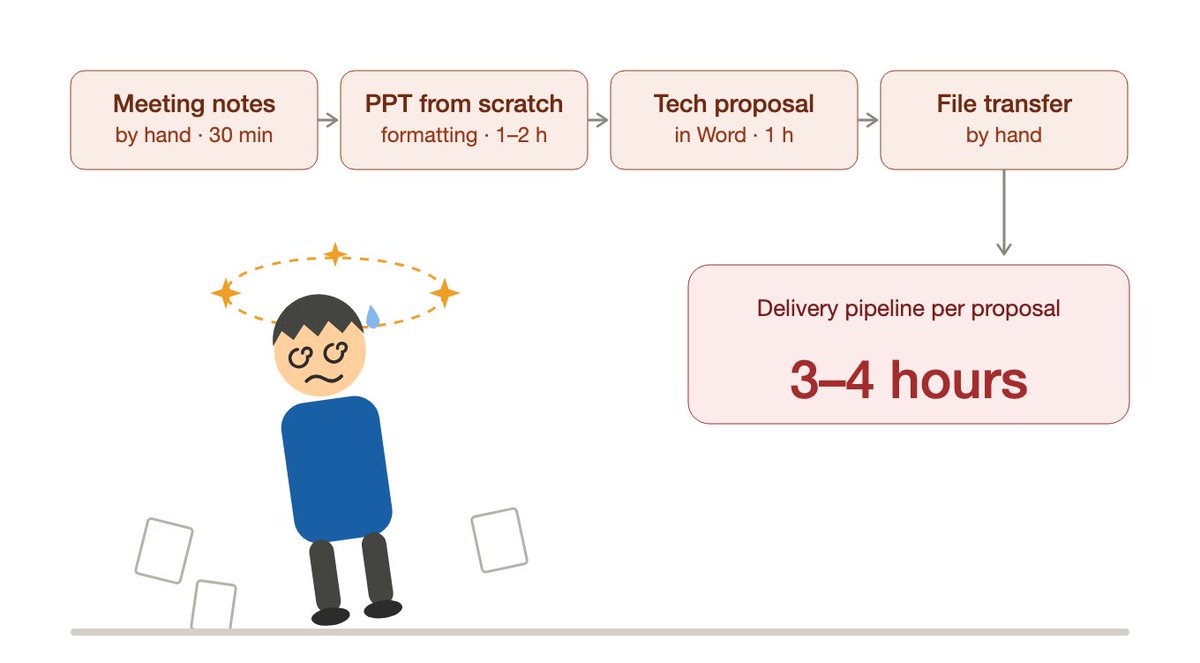 Meeting notes
by hand · 30 min
PPT from scratch
formatting · 1–2 h
Tech proposal
in Word · 1 h
File transfer
by hand
Delivery pipeline per proposal
3–4 hours